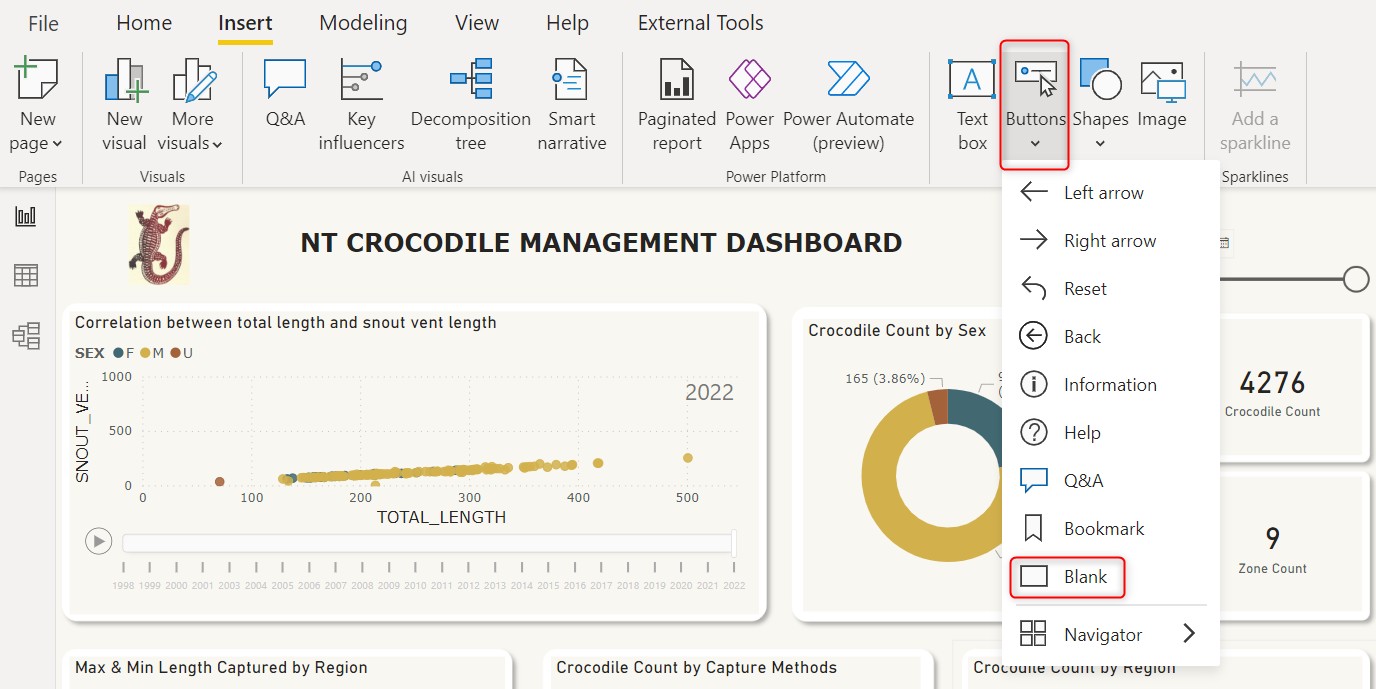 File Home Insert Modeling View Help External Tools
New page
New visual
More visuals
Q&A
Key influencers
Decomposition tree
Smart narrative
Paginated report
Power Apps
Power Automate (preview)
Text box
Buttons
Shapes
Image
Add a sparkline
Pages
Visuals
AI visuals
Power Platform
Sparklines
Left arrow
Right arrow
Reset
Back
Information
Help
Q&A
Bookmark
Blank
Navigator
NT CROCODILE MANAGEMENT DASHBOARD
Correlation between total length and snout vent length
SEX F M U
2022
1000
500
0
SNOUT_VE...
0 100 200 300 400 500
TOTAL_LENGTH
1998 1999 2000 2001 2003 2004 2005 2006 2007 2008 2009 2010 2011 2012 2013 2014 2015 2016 2017 2018 2019 2020 2022
Crocodile Count by Sex
165 (3.86%)
4276
Crocodile Count
9
Zone Count
Max & Min Length Captured by Region
Crocodile Count by Capture Methods
Crocodile Count by Region